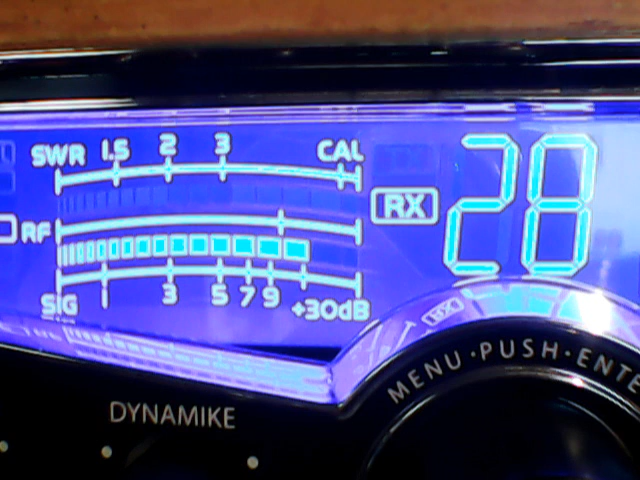 SWR 1.5 2 3 CAL
RX 28
RF
SIG 1 3 5 7 9 +30dB
MENU·PUSH·ENTE
DYNAMIKE